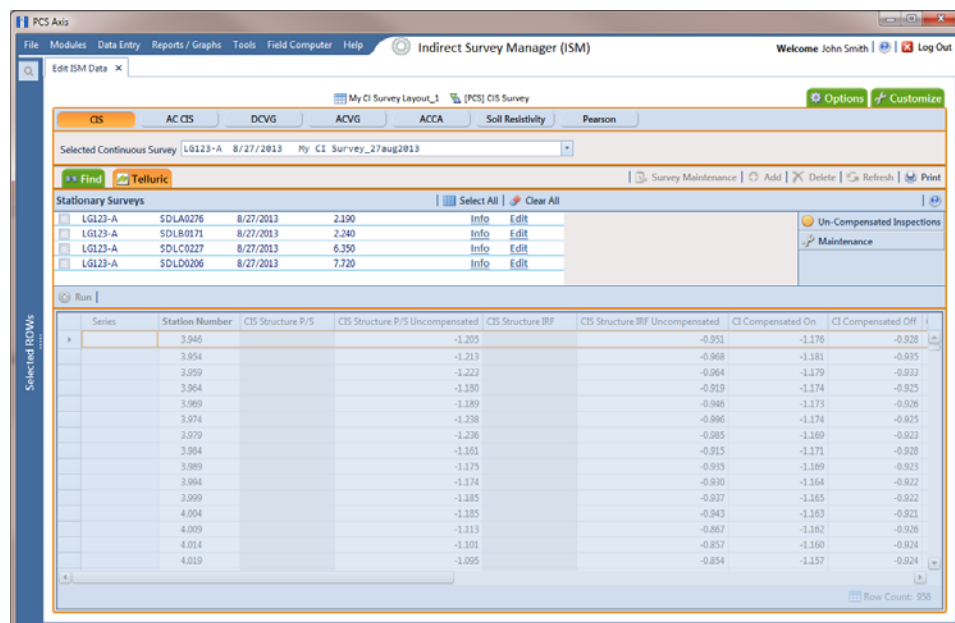 PCS Axis
File Modules Data Entry Reports / Graphs Tools Field Computer Help Indirect Survey Manager (ISM) Welcome John Smith Log Out
Edit ISM Data
My CI Survey Layout_1 [PCS] CIS Survey Options Customize
CIS AC CIS DCVG ACVG ACCA Soil Resistivity Pearson
Selected Continuous Survey LG123-A 8/27/2013 My CI Survey_27aug2013
Find Telluric Survey Maintenance Add Delete Refresh Print
Stationary Surveys Select All Clear All
LG123-A SDLA0276 8/27/2013 2.190 Info Edit
LG123-A SDLB0171 8/27/2013 2.240 Info Edit
LG123-A SDLC0227 8/27/2013 6.350 Info Edit
LG123-A SDLD0206 8/27/2013 7.720 Info Edit
Un-Compensated Inspections
Maintenance
Run
Selected ROWs
Series Station Number CIS Structure P/S CIS Structure P/S Uncompensated CIS Structure IRF CIS Structure IRF Uncompensated CI Compensated On CI Compensated Off
3.946 -1.205 -0.951 -1.176 -0.928
3.954 -1.213 -0.968 -1.181 -0.935
3.959 -1.223 -0.964 -1.179 -0.933
3.964 -1.180 -0.919 -1.174 -0.925
3.969 -1.189 -0.946 -1.173 -0.926
3.974 -1.238 -0.996 -1.174 -0.925
3.979 -1.236 -0.985 -1.169 -0.923
3.984 -1.161 -0.915 -1.171 -0.928
3.989 -1.175 -0.935 -1.169 -0.923
3.994 -1.174 -0.930 -1.164 -0.922
3.999 -1.185 -0.937 -1.165 -0.922
4.004 -1.185 -0.943 -1.163 -0.921
4.009 -1.113 -0.867 -1.162 -0.926
4.014 -1.101 -0.857 -1.160 -0.924
4.019 -1.095 -0.854 -1.157 -0.924
Row Count: 958